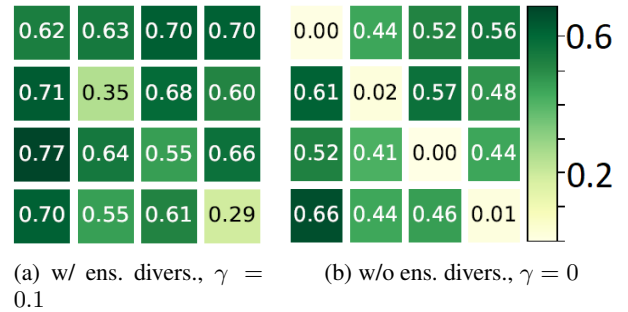 0.62 0.63 0.70 0.70 0.00 0.44 0.52 0.56 0.6
0.71 0.35 0.68 0.60 0.61 0.02 0.57 0.48
0.77 0.64 0.55 0.66 0.52 0.41 0.00 0.44 0.2
0.70 0.55 0.61 0.29 0.66 0.44 0.46 0.01
(a) w/ ens. divers., γ =
0.1
(b) w/o ens. divers., γ = 0